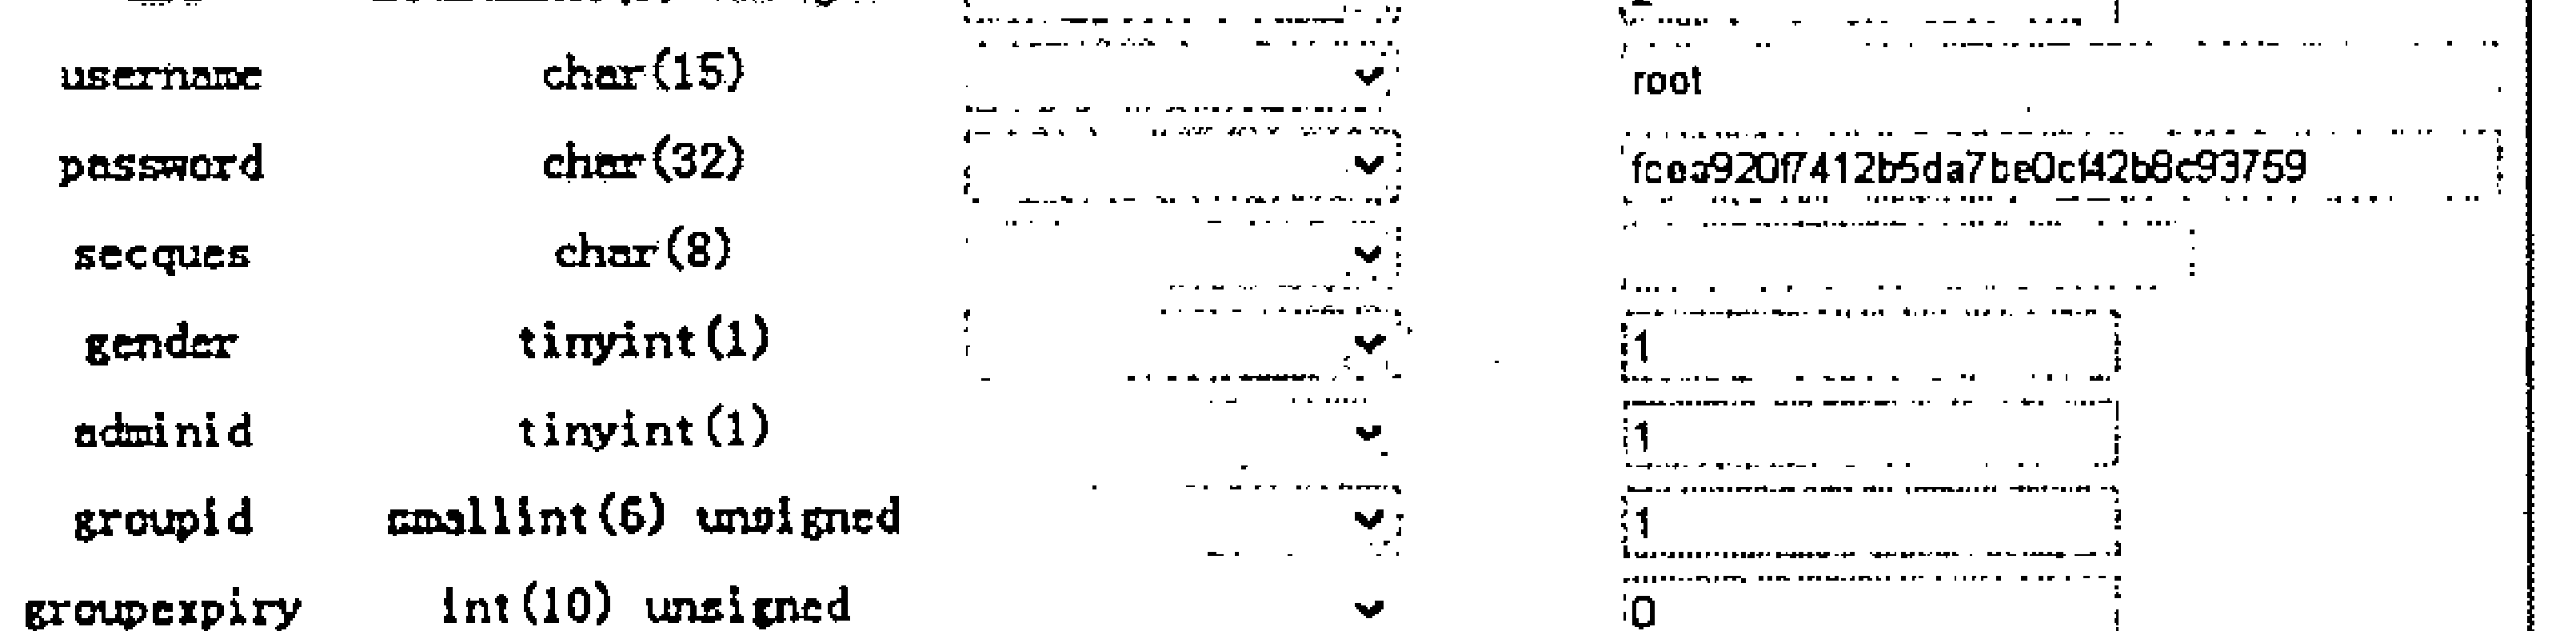 username char(15) root
password char(32) fcea920f7412b5da7be0cf42b8c93759
secques char(8)
gender tinyint(1) 1
adminid tinyint(1) 1
groupid smallint(6) unsigned 1
groupexpiry int(10) unsigned 0